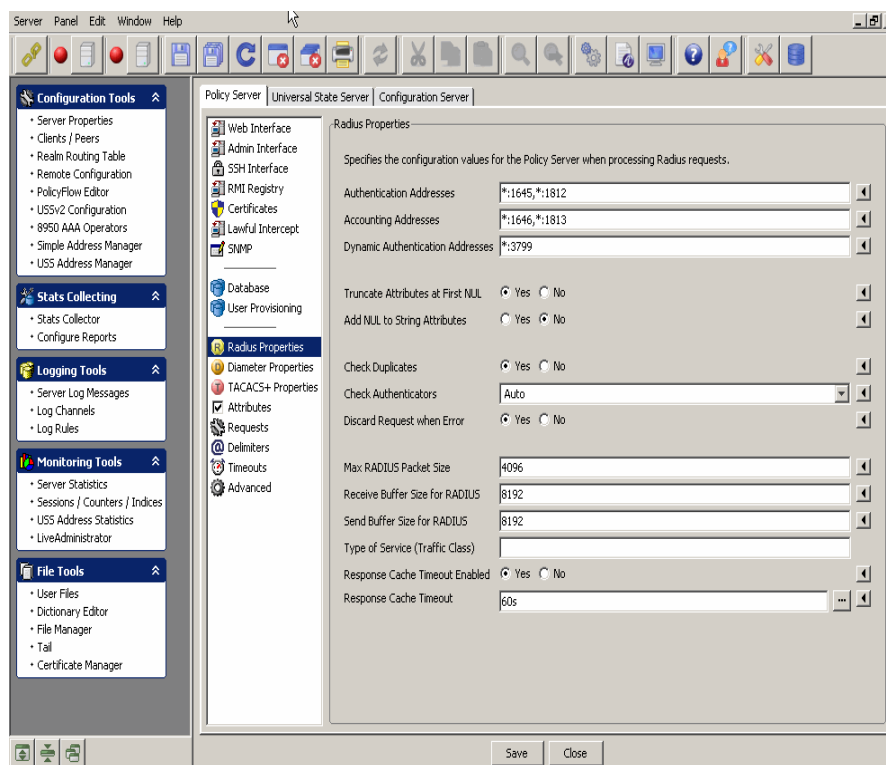 Server Panel Edit Window Help
Configuration Tools
Server Properties
Clients / Peers
Realm Routing Table
Remote Configuration
PolicyFlow Editor
USSv2 Configuration
8950 AAA Operators
Simple Address Manager
USS Address Manager
Stats Collecting
Stats Collector
Configure Reports
Logging Tools
Server Log Messages
Log Channels
Log Rules
Monitoring Tools
Server Statistics
Sessions / Counters / Indices
USS Address Statistics
LiveAdministrator
File Tools
User Files
Dictionary Editor
File Manager
Tail
Certificate Manager
Policy Server Universal State Server Configuration Server
Web Interface
Admin Interface
SSH Interface
RMI Registry
Certificates
Lawful Intercept
SNMP
Database
User Provisioning
Radius Properties
Diameter Properties
TACACS+ Properties
Attributes
Requests
Delimiters
Timeouts
Advanced
Radius Properties
Specifies the configuration values for the Policy Server when processing Radius requests.
Authentication Addresses *:1645,*:1812
Accounting Addresses *:1646,*:1813
Dynamic Authentication Addresses *:3799
Truncate Attributes at First NUL Yes No
Add NUL to String Attributes Yes No
Check Duplicates Yes No
Check Authenticators Auto
Discard Request when Error Yes No
Max RADIUS Packet Size 4096
Receive Buffer Size for RADIUS 8192
Send Buffer Size for RADIUS 8192
Type of Service (Traffic Class)
Response Cache Timeout Enabled Yes No
Response Cache Timeout 60s ...
Save Close